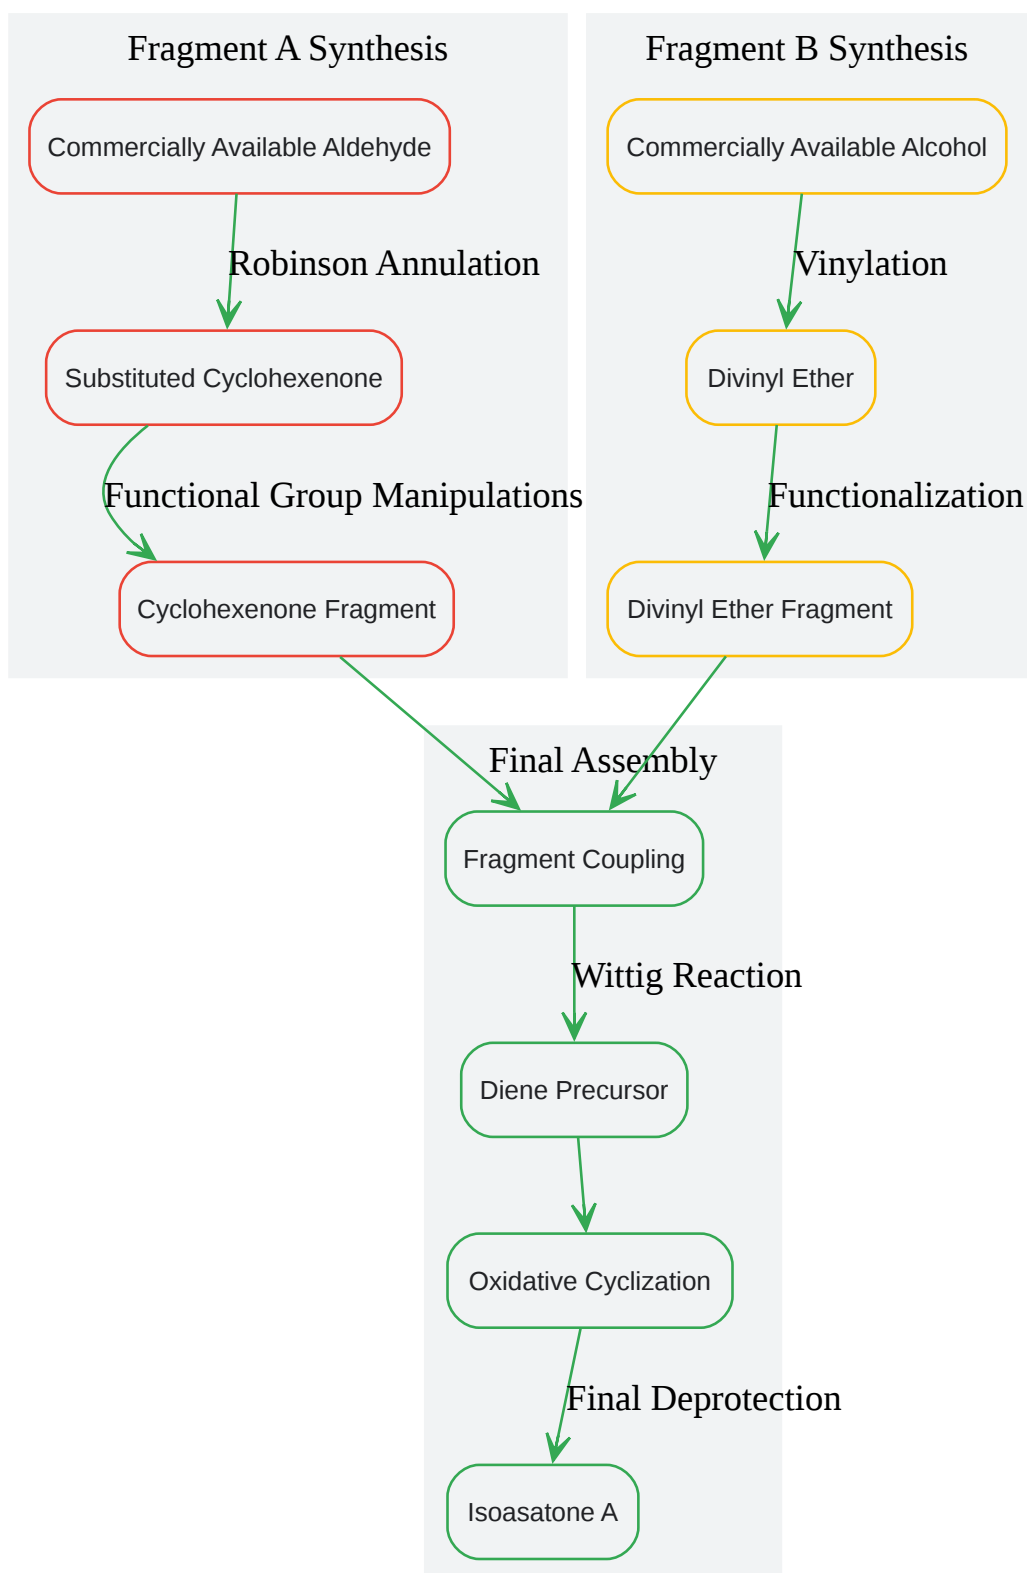 Fragment A Synthesis
Commercially Available Aldehyde
Robinson Annulation
Substituted Cyclohexenone
Functional Group Manipulations
Cyclohexenone Fragment
Fragment B Synthesis
Commercially Available Alcohol
Vinylation
Divinyl Ether
Functionalization
Divinyl Ether Fragment
Final Assembly
Fragment Coupling
Wittig Reaction
Diene Precursor
Oxidative Cyclization
Final Deprotection
Isoasatone A